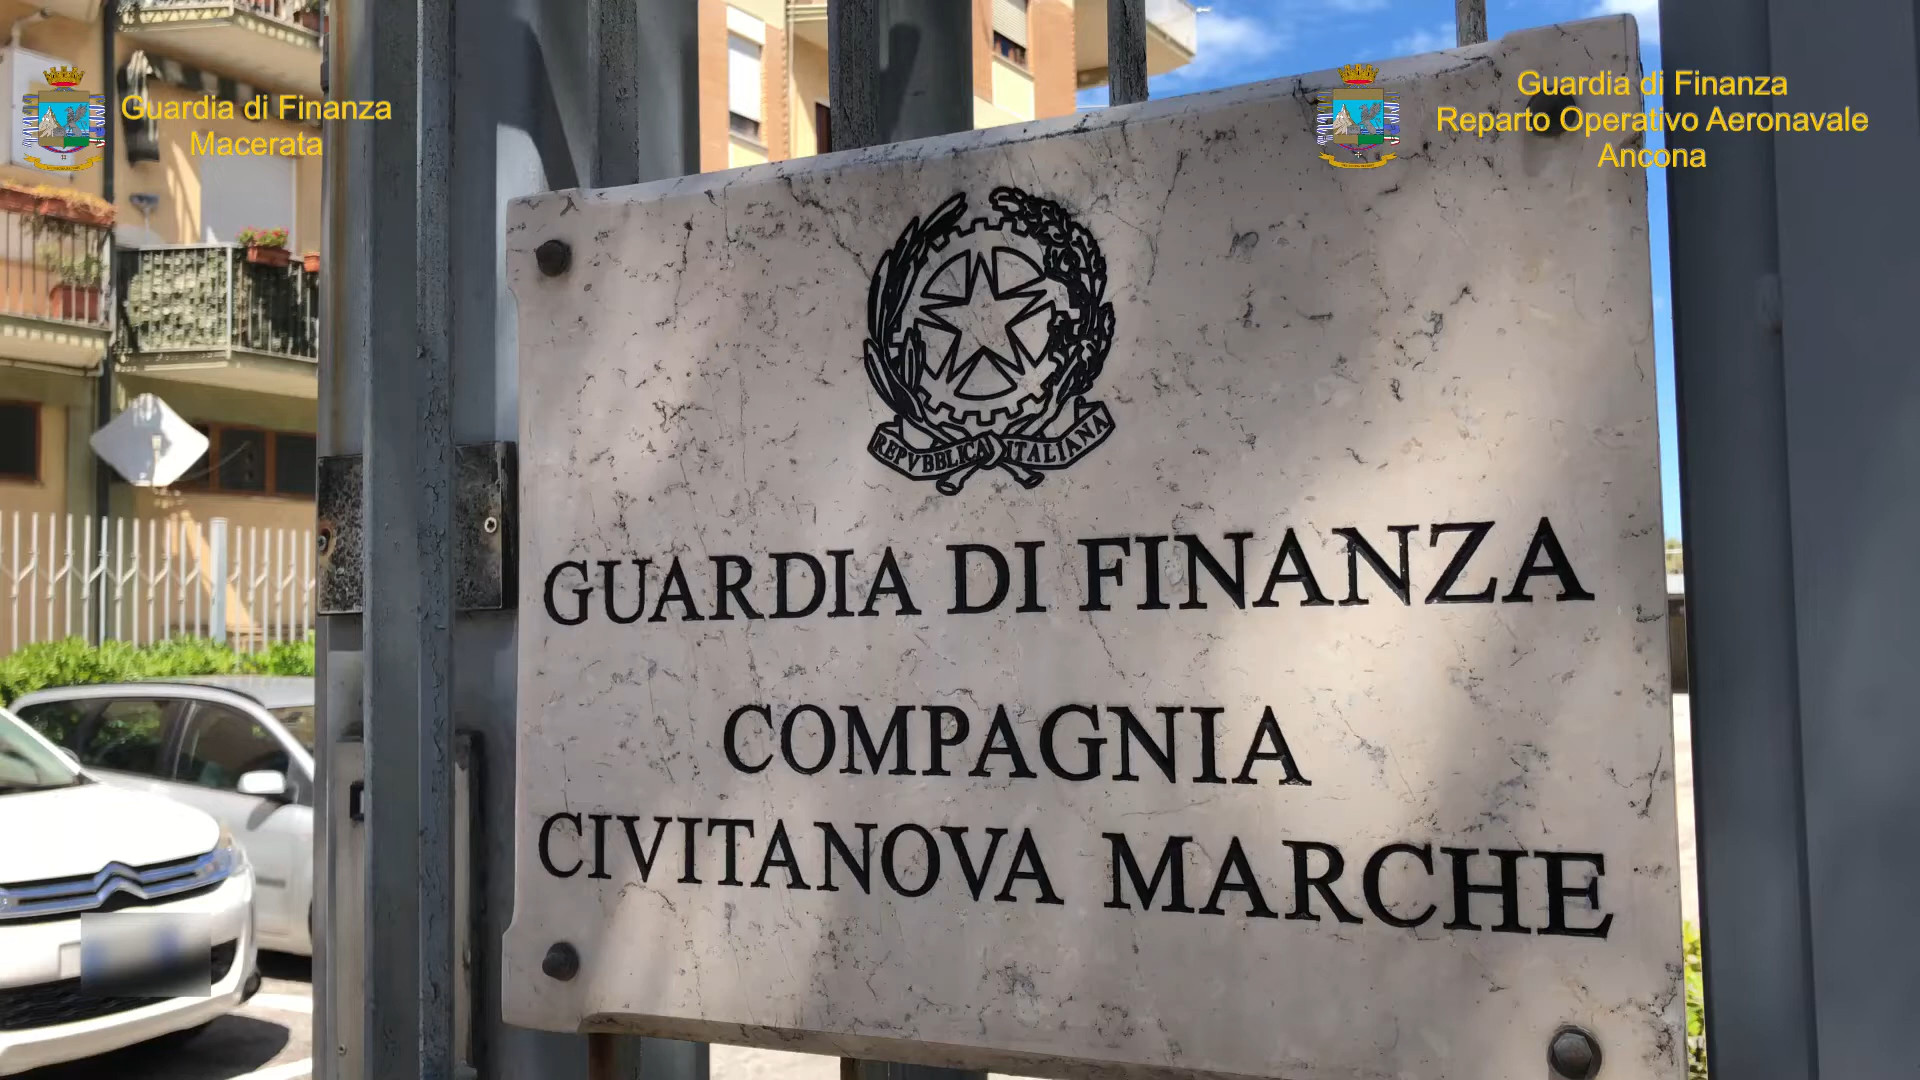 Guardia di Finanza
Macerata
Guardia di Finanza
Reparto Operativo Aeronavale
Ancona
REPVBBLICA ITALIANA
GUARDIA DI FINANZA
COMPAGNIA
CIVITANOVA MARCHE